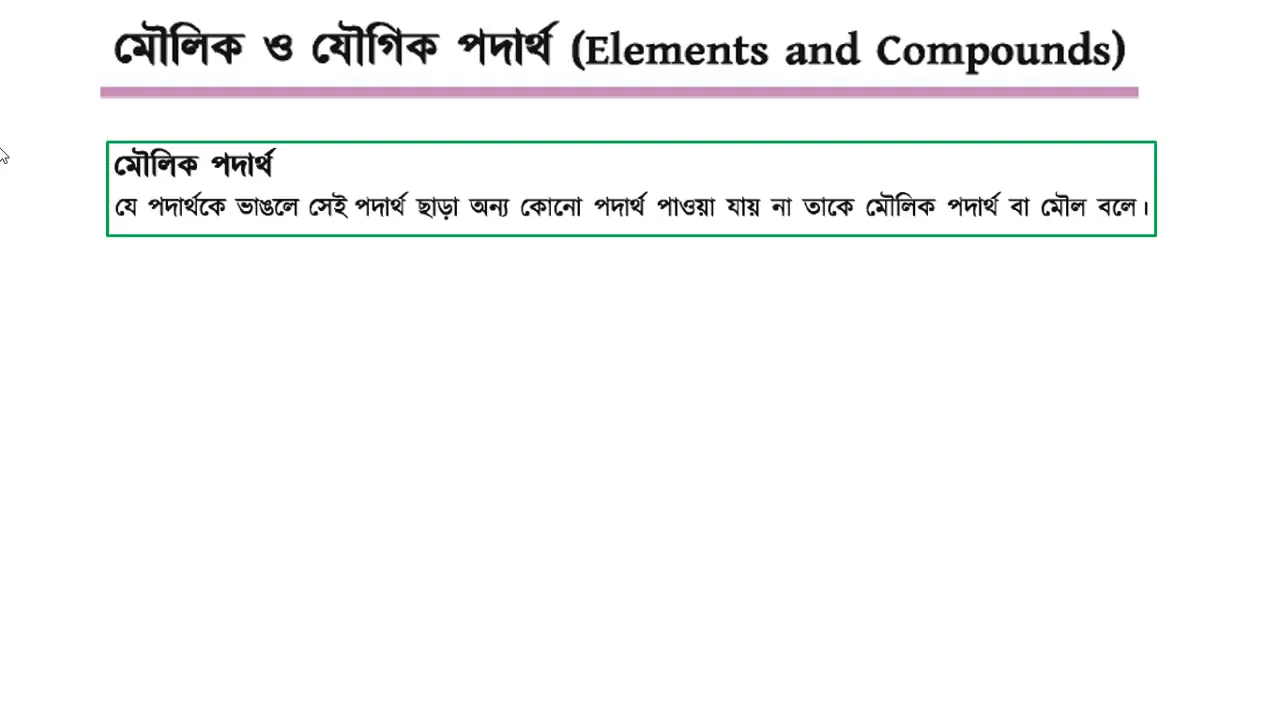 মৌলিক ও যৌগিক পদার্থ (Elements and Compounds)
মৌলিক পদার্থ
যে পদার্থকে ভাঙলে সেই পদার্থ ছাড়া অন্য কোনো পদার্থ পাওয়া যায় না তাকে মৌলিক পদার্থ বা মৌল বলে।